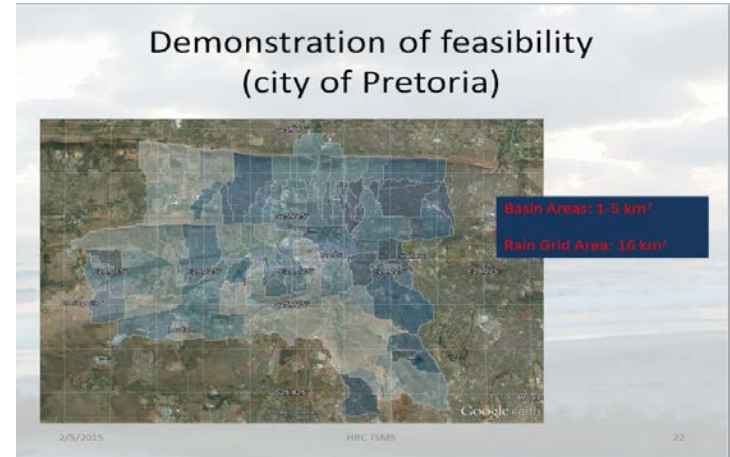 Demonstration of feasibility
(city of Pretoria)
Basin Areas: 1-5 km²
Rain Grid Area: 16 km²
Google earth
2/5/2015
HRC TSMS
22